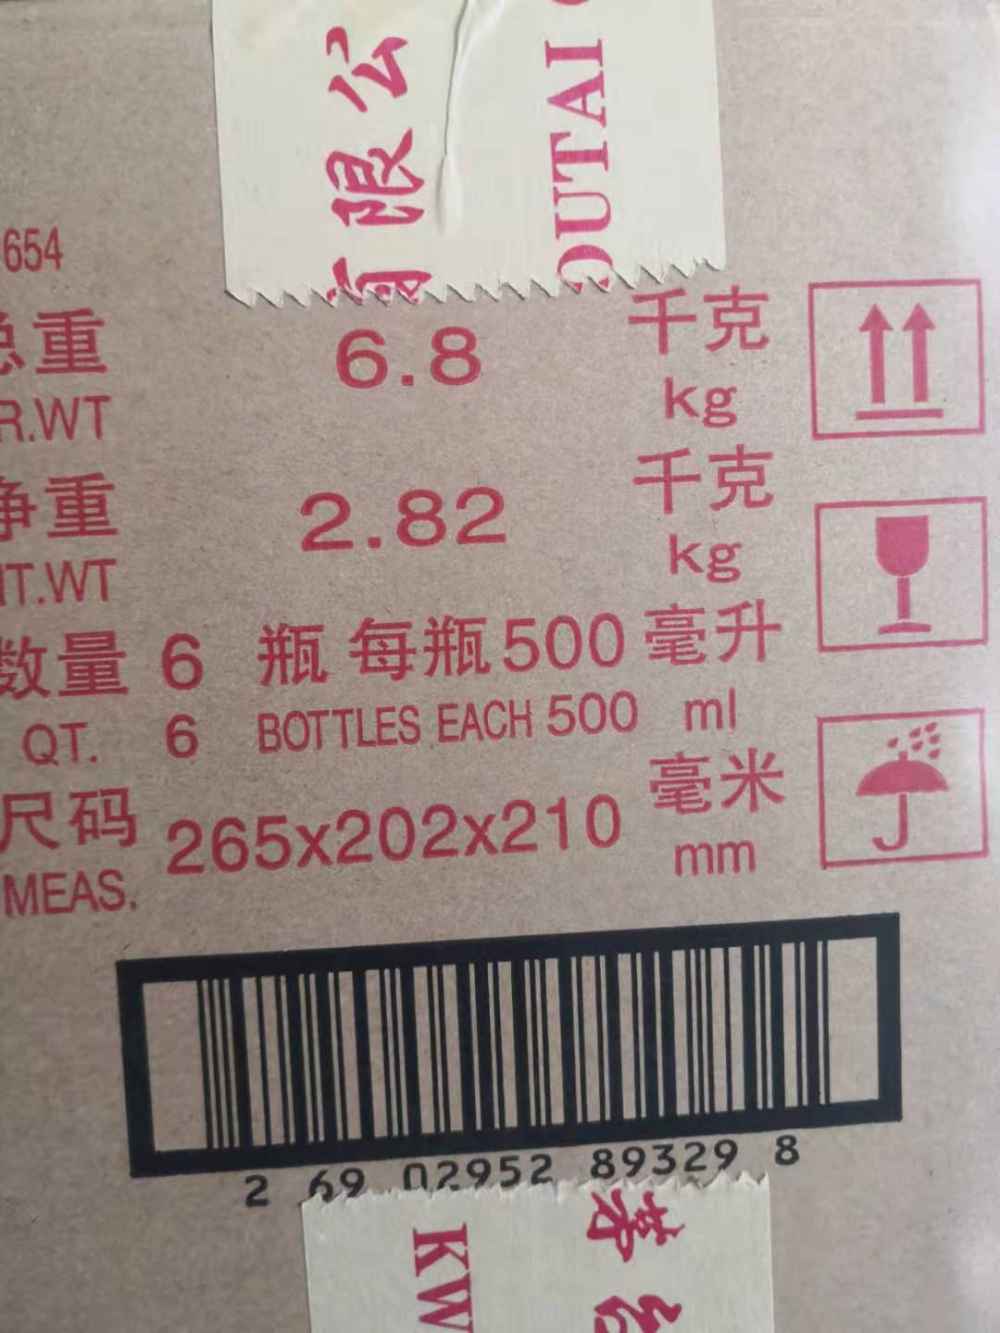 有限公
OUTAI
654
总重 6.8 千克
R.WT kg
净重 2.82 千克
T.WT kg
数量 6 瓶 每瓶500 毫升
QT. 6 BOTTLES EACH 500 ml
尺码 265x202x210 毫米
MEAS. mm
2 69 02952 89329 8
KW
茅台